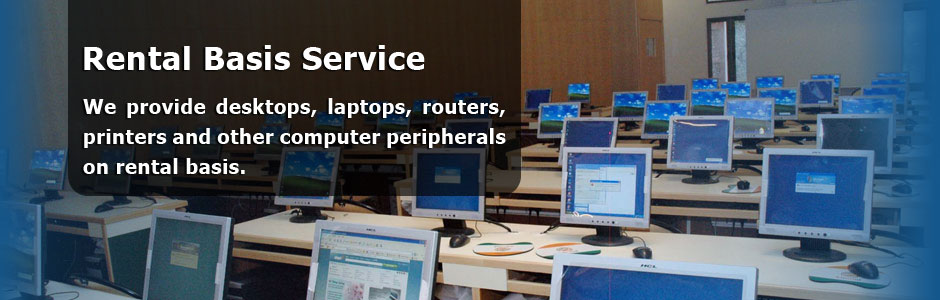 Rental Basis Service
We provide desktops, laptops, routers,
printers and other computer peripherals
on rental basis.
HCL